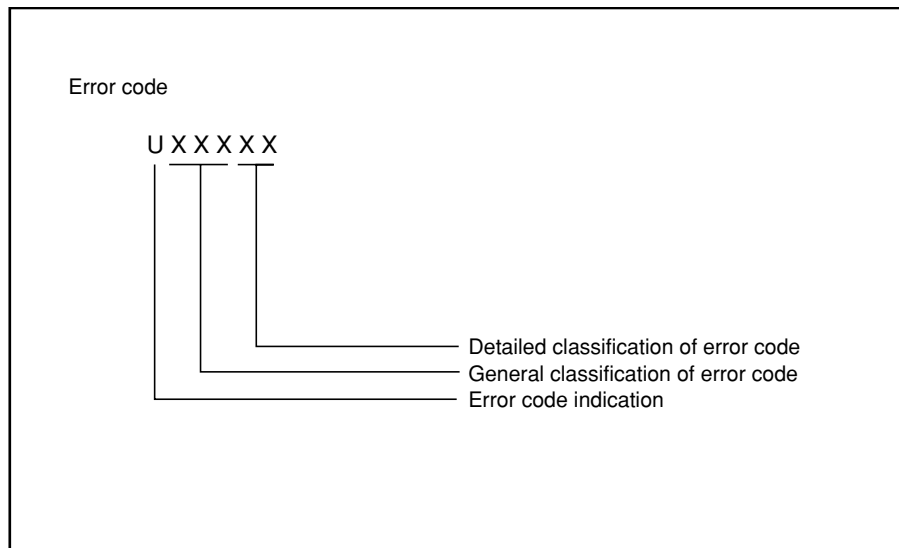 Error code
U X X X X X
Detailed classification of error code
General classification of error code
Error code indication